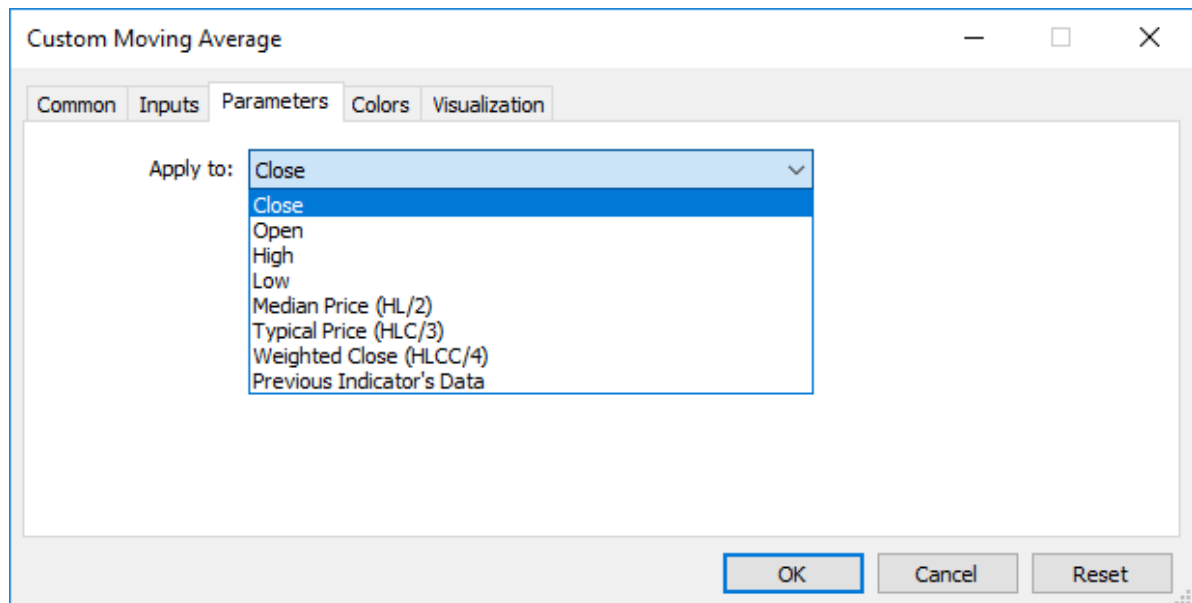 Custom Moving Average
Common Inputs Parameters Colors Visualization
Apply to: Close
Close
Open
High
Low
Median Price (HL/2)
Typical Price (HLC/3)
Weighted Close (HLCC/4)
Previous Indicator's Data
OK Cancel Reset